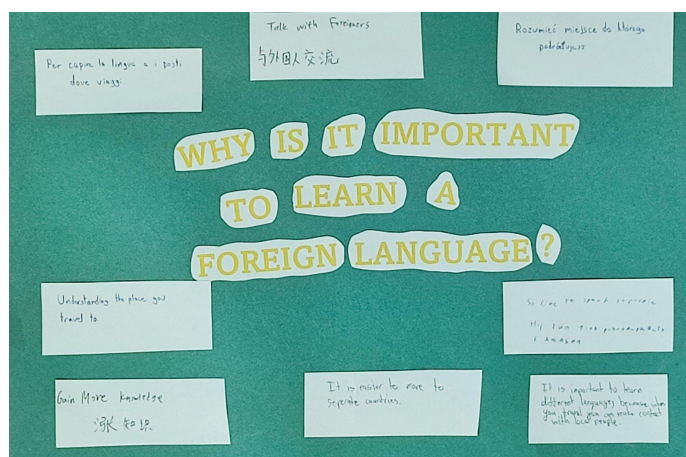 Talk with Foreigners
与外国人交流
Rozumieć miejsce do którego
podróżujesz
Per capire la lingua e i posti
dove viaggi
WHY IS IT IMPORTANT
TO LEARN A
FOREIGN LANGUAGE?
Understanding the place you
travel to.
Gain More knowledge
涨知识
It is easier to move to
seperate countries.
It is important to learn
different languages because when
you travel you can make contact
with local people.